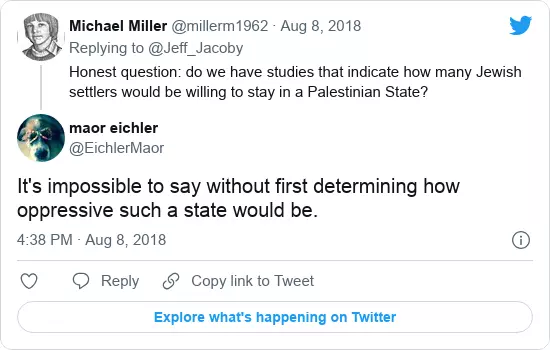 Michael Miller @millerm1962 · Aug 8, 2018
Replying to @Jeff_Jacoby
Honest question: do we have studies that indicate how many Jewish
settlers would be willing to stay in a Palestinian State?
maor eichler
@EichlerMaor
It's impossible to say without first determining how
oppressive such a state would be.
4:38 PM · Aug 8, 2018
Reply Copy link to Tweet
Explore what's happening on Twitter